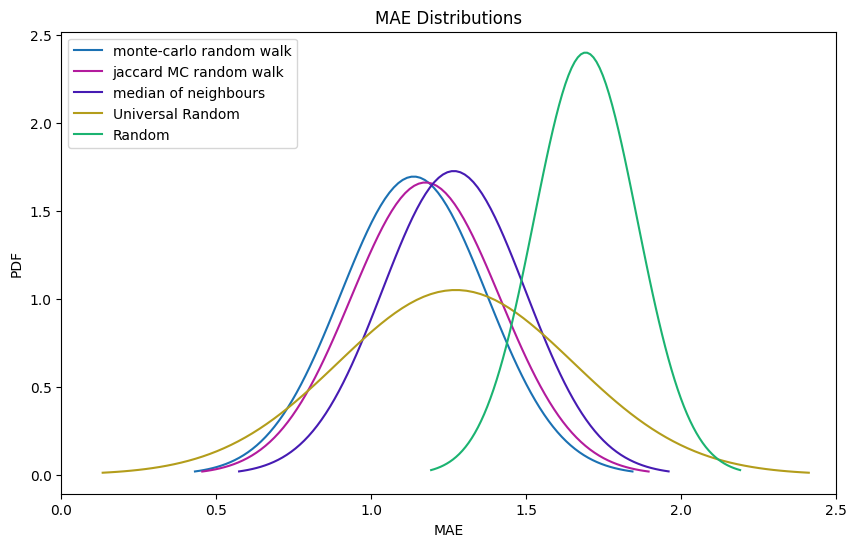 MAE Distributions
monte-carlo random walk
jaccard MC random walk
median of neighbours
Universal Random
Random
PDF
2.5
2.0
1.5
1.0
0.5
0.0
0.0 0.5 1.0 1.5 2.0 2.5
MAE